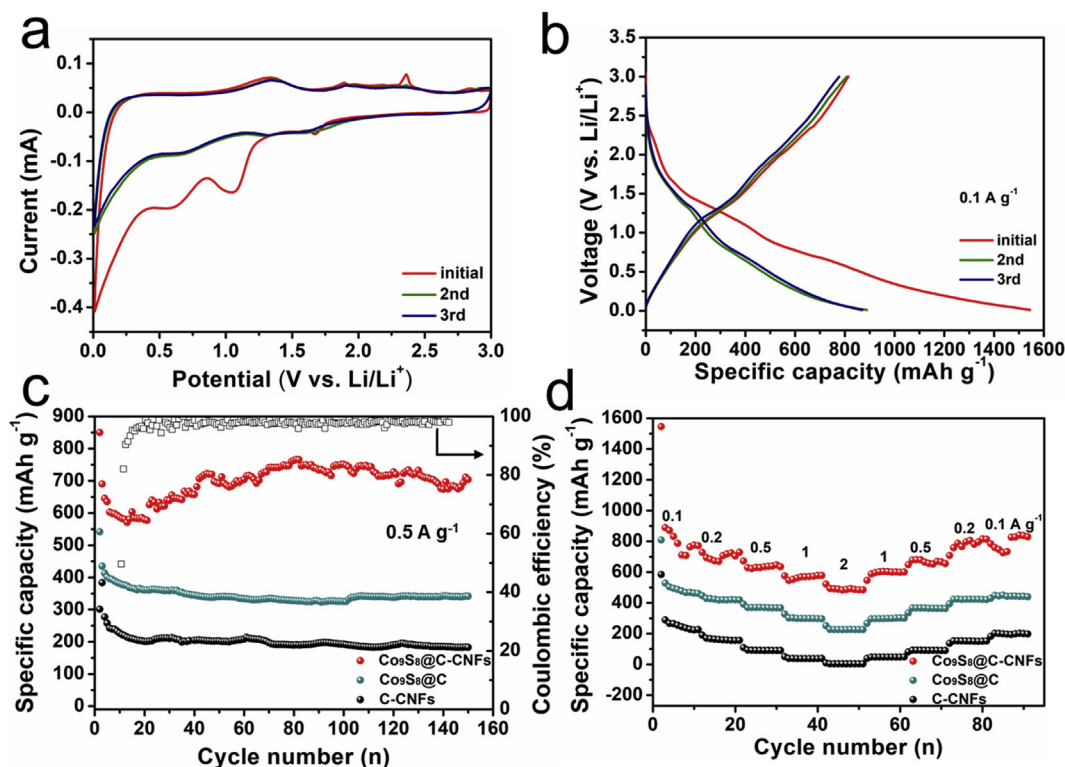 a
0.1
0.0
-0.1
-0.2
-0.3
-0.4
Current (mA)
initial
2nd
3rd
0.0 0.5 1.0 1.5 2.0 2.5 3.0
Potential (V vs. Li/Li⁺)
b
3.5
3.0
2.5
2.0
1.5
1.0
0.5
0.0
Voltage (V vs. Li/Li⁺)
0.1 A g⁻¹
initial
2nd
3rd
0 200 400 600 800 1000 1200 1400 1600
Specific capacity (mAh g⁻¹)
c
900
800
700
600
500
400
300
200
100
0
Specific capacity (mAh g⁻¹)
100
80
60
40
20
0
Coulombic efficiency (%)
0.5 A g⁻¹
Co₉S₈@C-CNFs
Co₉S₈@C
C-CNFs
0 20 40 60 80 100 120 140 160
Cycle number (n)
d
1600
1400
1200
1000
800
600
400
200
0
-200
Specific capacity (mAh g⁻¹)
0.1 0.2 0.5 1 2 1 0.5 0.2 0.1 A g⁻¹
Co₉S₈@C-CNFs
Co₉S₈@C
C-CNFs
0 20 40 60 80
Cycle number (n)